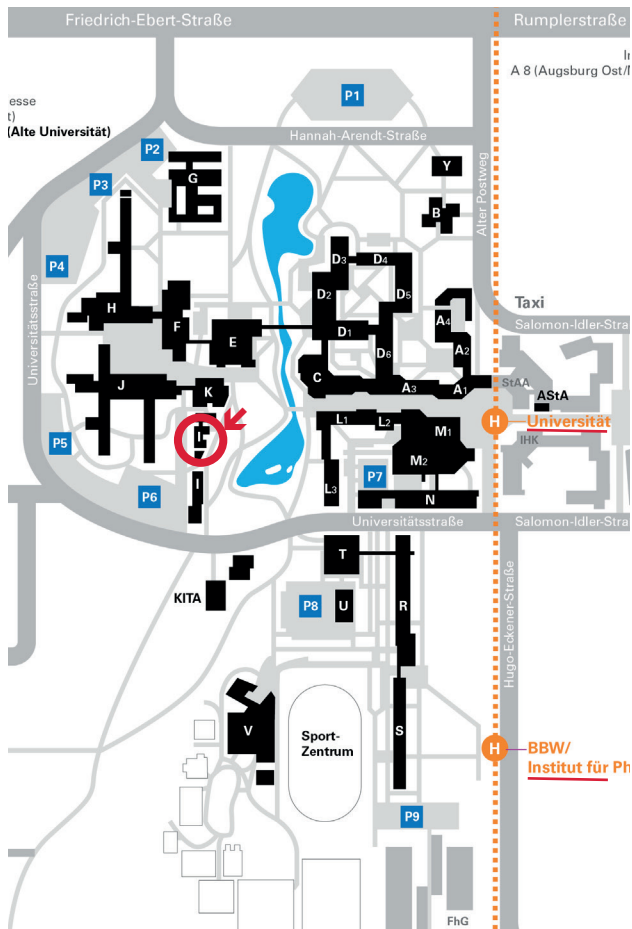 Friedrich-Ebert-Straße
Rumplerstraße
A 8 (Augsburg Ost/
esse
t)
(Alte Universität)
P1
Hannah-Arendt-Straße
P2
P3
P4
G
Y
B
Alter Postweg
Universitätsstraße
H
F
E
D3
D4
D2
D5
D1
D6
A4
A2
Taxi
Salomon-Idler-Stra
J
K
C
A3
A1
StAA
AStA
L1
L2
M1
H
Universität
IHK
P5
P6
I
M2
P7
L3
N
Universitätsstraße
Salomon-Idler-Stra
T
KITA
P8
U
R
Hugo-Eckener-Straße
V
Sport-
Zentrum
S
H
BBW/
Institut für Ph
P9
FhG